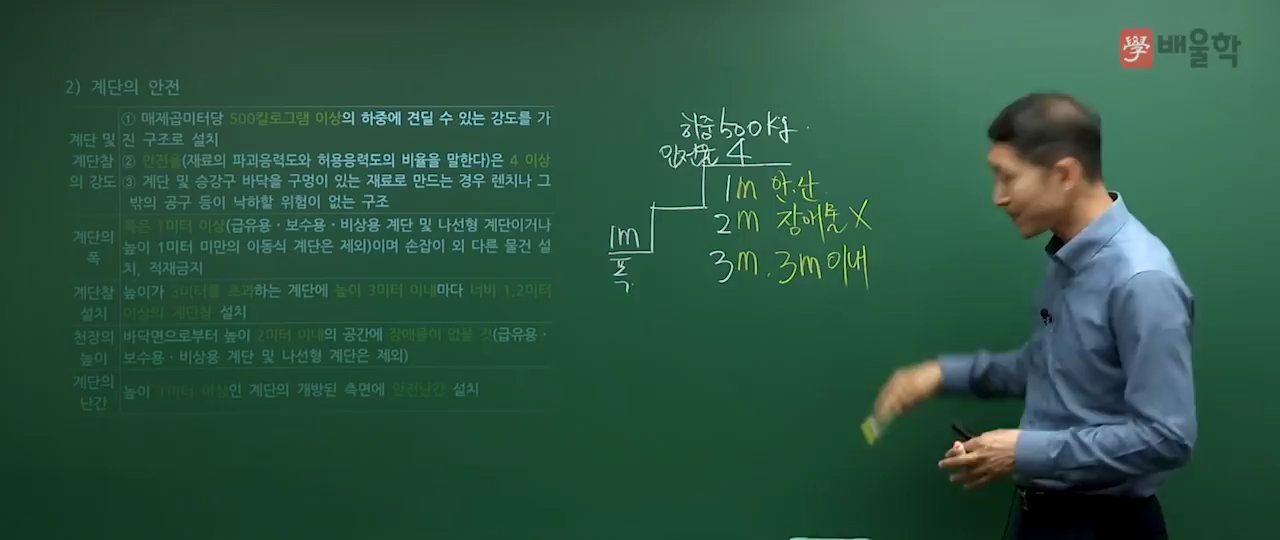 學 배울학
2) 계단의 안전
계단 및
계단참
의 강도
① 매제곱미터당 500킬로그램 이상의 하중에 견딜 수 있는 강도를 가
진 구조로 설치
② 안전율(재료의 파괴응력도와 허용응력도의 비율을 말한다)은 4 이상
③ 계단 및 승강구 바닥을 구멍이 있는 재료로 만드는 경우 렌치나 그
밖의 공구 등이 낙하할 위험이 없는 구조
계단의
폭
폭은 1미터 이상(급유용·보수용·비상용 계단 및 나선형 계단이거나
높이 1미터 미만의 이동식 계단은 제외)이며 손잡이 외 다른 물건 설
치, 적재금지
계단참
설치
높이가 3미터를 초과하는 계단에 높이 3미터 이내마다 너비 1.2미터
이상의 계단참 설치
천장의
높이
바닥면으로부터 높이 2미터 이내의 공간에 장애물이 없을 것(급유용·
보수용·비상용 계단 및 나선형 계단은 제외)
계단의
난간
높이 1미터 이상인 계단의 개방된 측면에 안전난간 설치
하중 500kg.
안전율 4
1m 안.난.
2m 장애물 X
3m. 3m 이내
1m
폭.